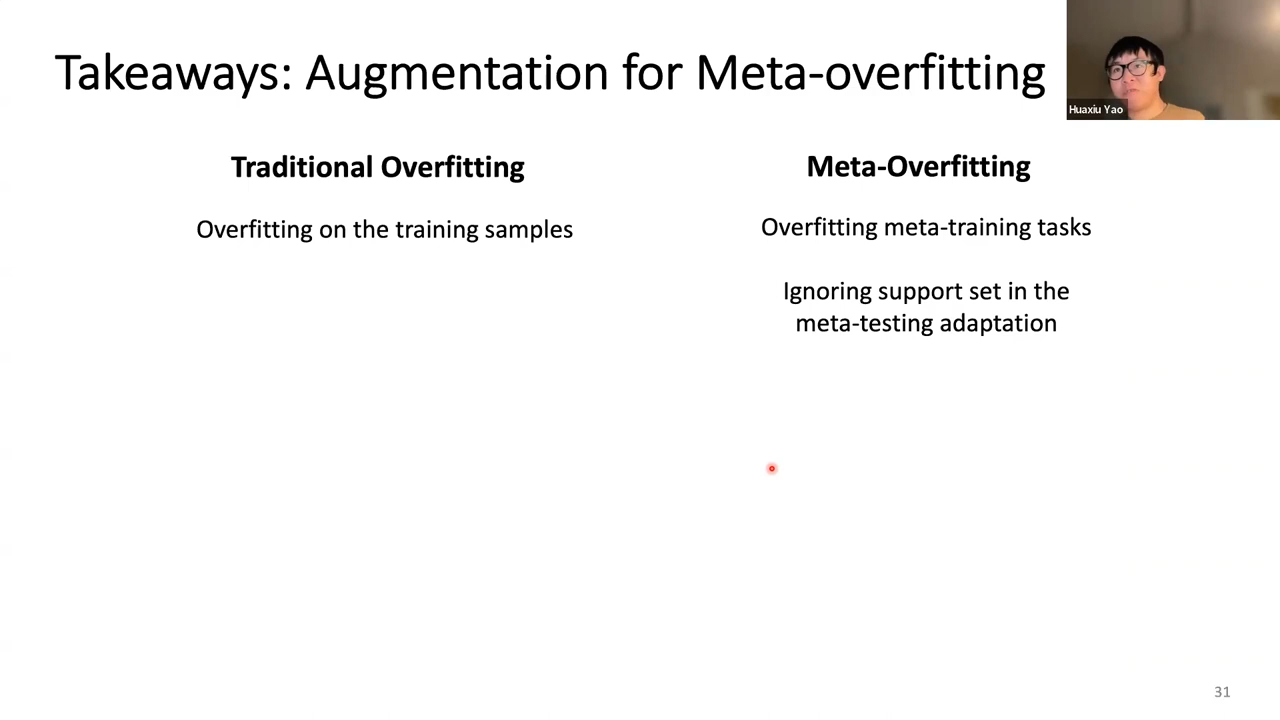 Takeaways: Augmentation for Meta-overfitting
Huaxiu Yao
Traditional Overfitting
Overfitting on the training samples
Meta-Overfitting
Overfitting meta-training tasks
Ignoring support set in the
meta-testing adaptation
31